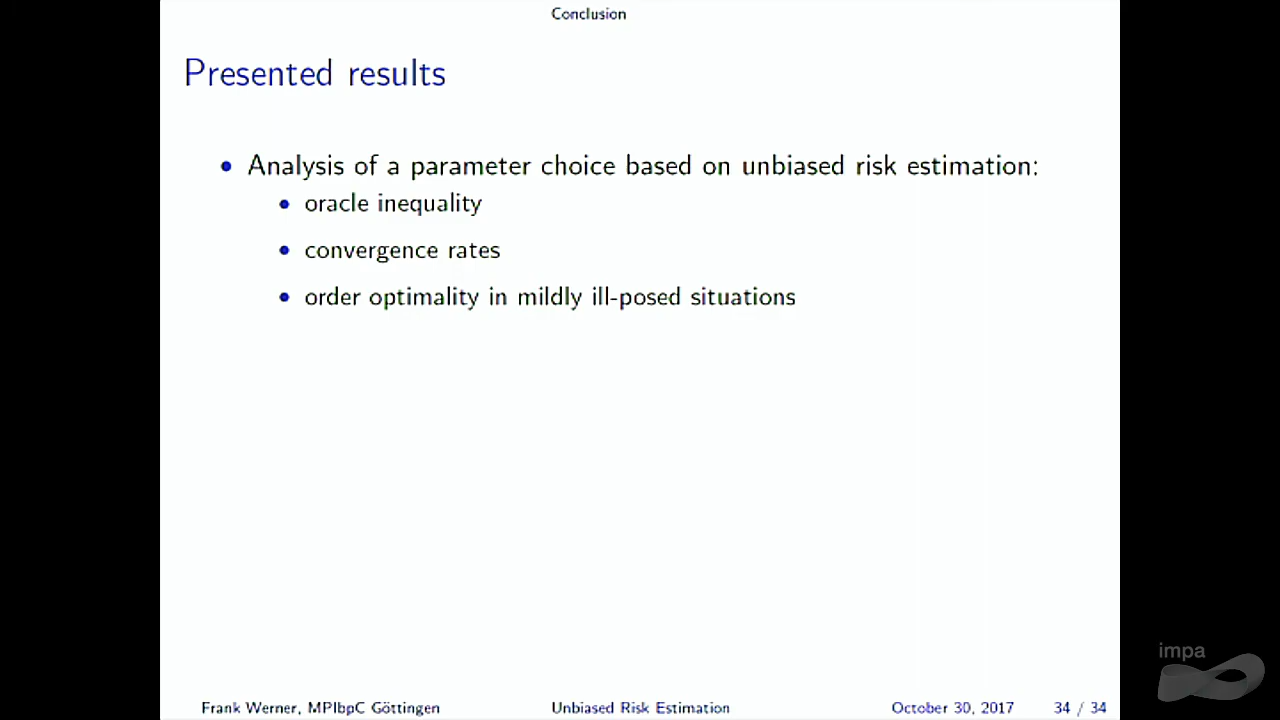 Conclusion
Presented results
• Analysis of a parameter choice based on unbiased risk estimation:
• oracle inequality
• convergence rates
• order optimality in mildly ill-posed situations
impa
Frank Werner, MPIbpC Göttingen Unbiased Risk Estimation October 30, 2017 34 / 34